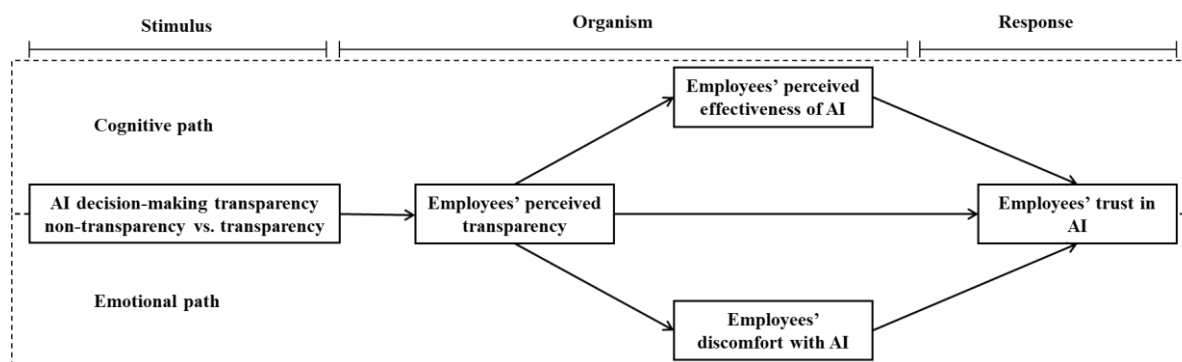 Stimulus
Organism
Response
Employees’ perceived
effectiveness of AI
Cognitive path
AI decision-making transparency
non-transparency vs. transparency
Employees’ perceived
transparency
Employees’ trust in
AI
Emotional path
Employees’
discomfort with AI